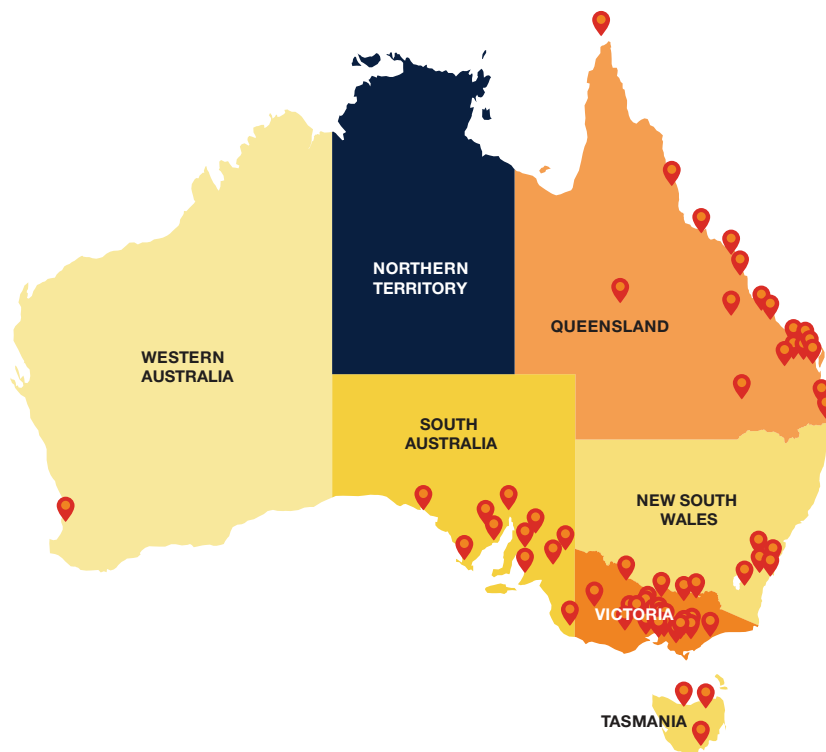 NORTHERN
TERRITORY
QUEENSLAND
WESTERN
AUSTRALIA
SOUTH
AUSTRALIA
NEW SOUTH
WALES
VICTORIA
TASMANIA